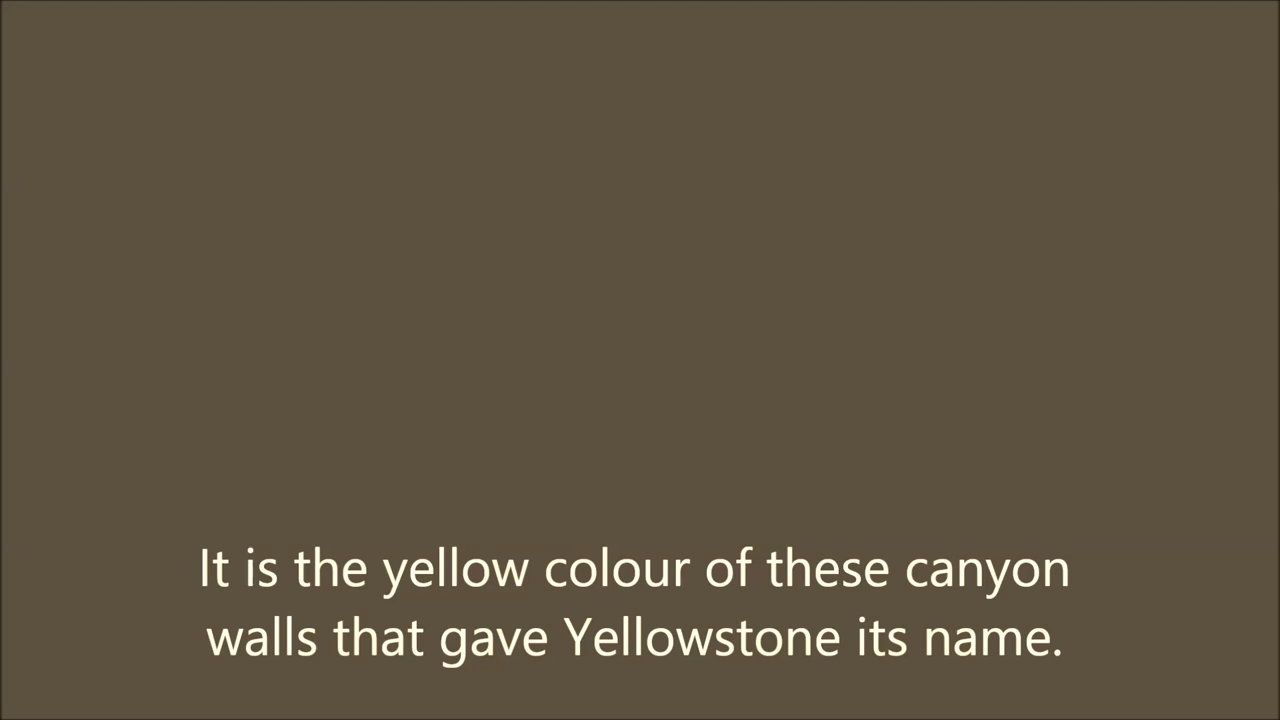 It is the yellow colour of these canyon
walls that gave Yellowstone its name.